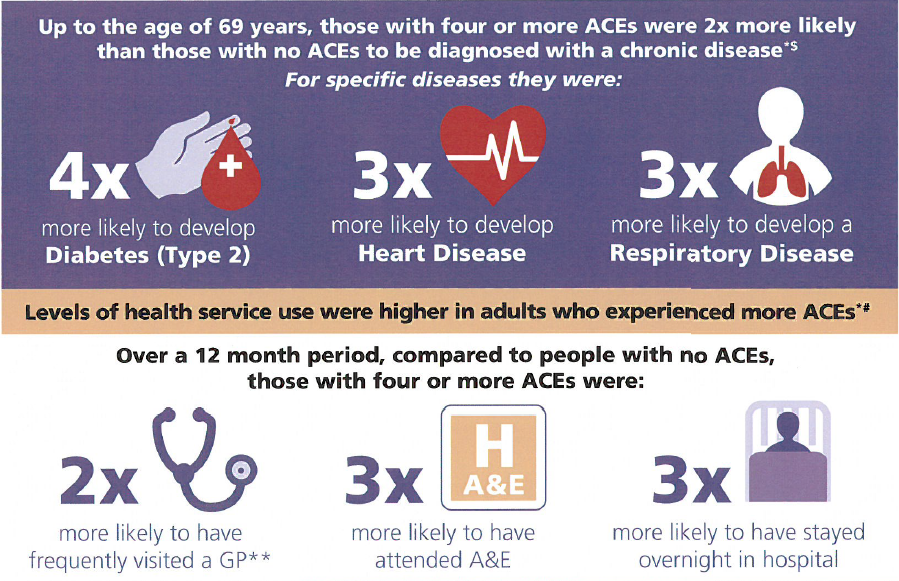 Up to the age of 69 years, those with four or more ACEs were 2x more likely
than those with no ACEs to be diagnosed with a chronic disease*$
For specific diseases they were:
4x
more likely to develop
Diabetes (Type 2)
3x
more likely to develop
Heart Disease
3x
more likely to develop a
Respiratory Disease
Levels of health service use were higher in adults who experienced more ACEs*#
Over a 12 month period, compared to people with no ACEs,
those with four or more ACEs were:
2x
more likely to have
frequently visited a GP**
3x
H
A&E
more likely to have
attended A&E
3x
more likely to have stayed
overnight in hospital